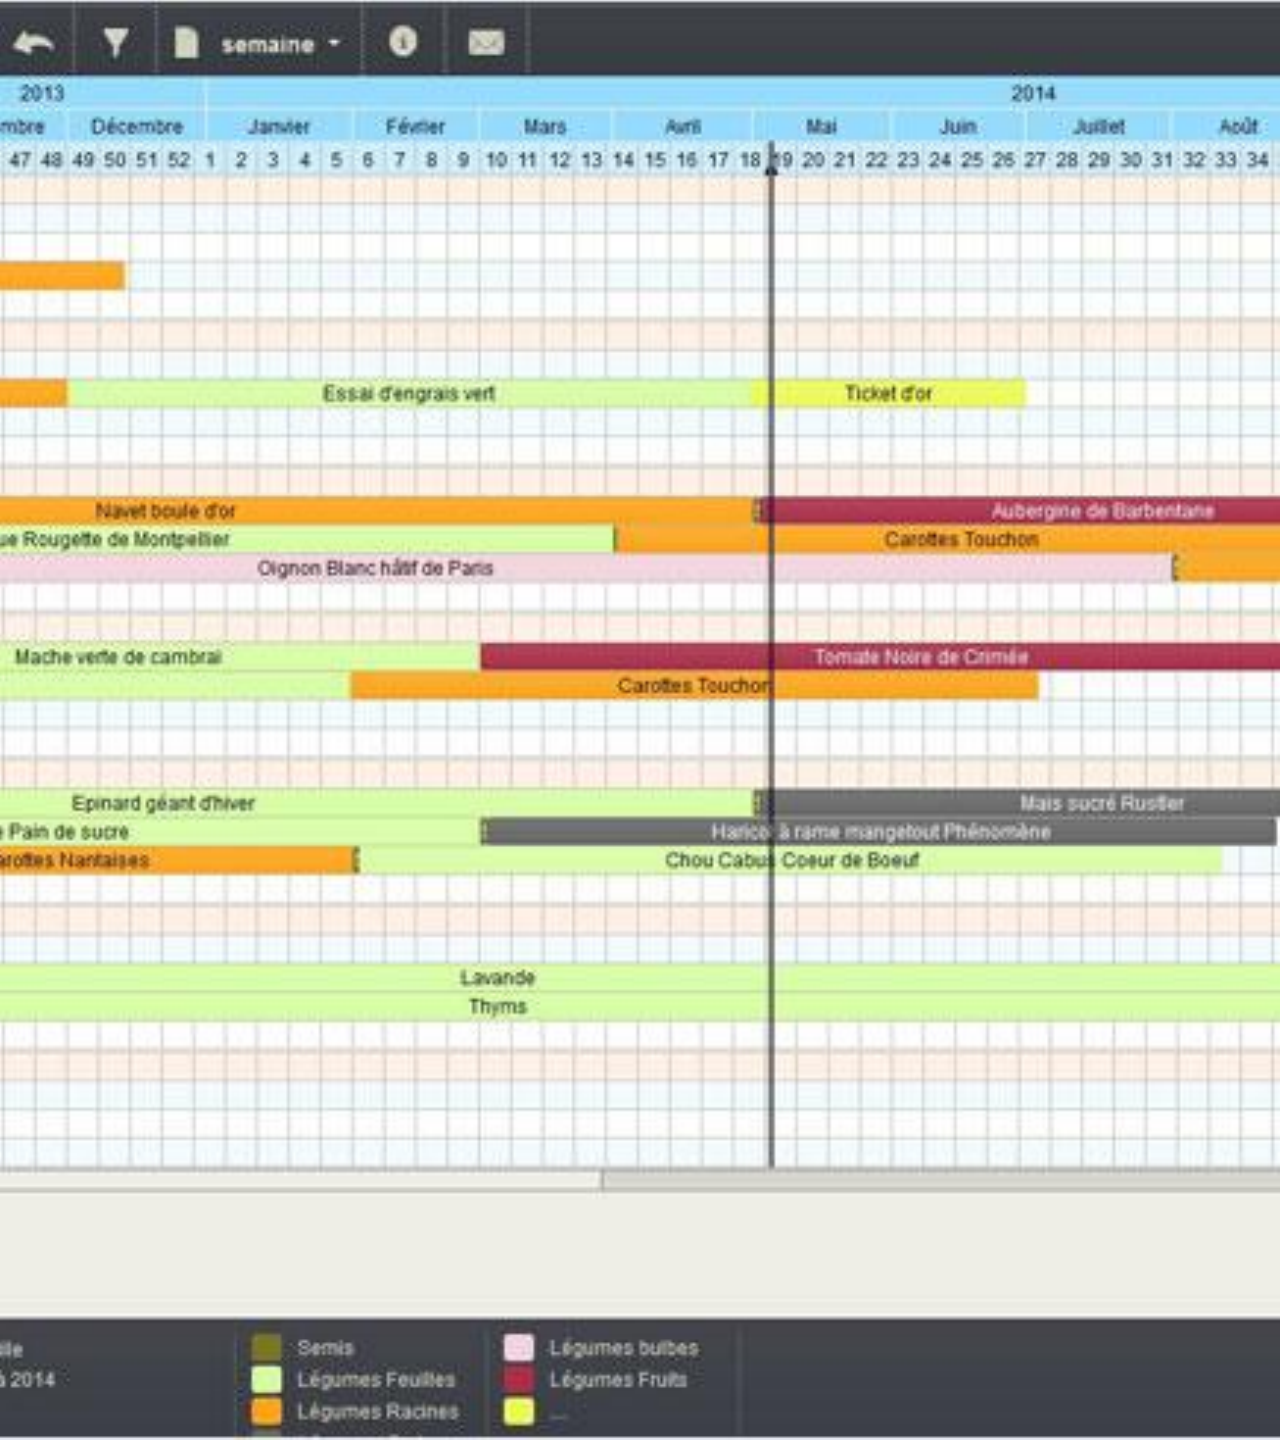 semaine
2013 2014
mbre Décembre Janvier Février Mars Avril Mai Juin Juillet Août
47 48 49 50 51 52 1 2 3 4 5 6 7 8 9 10 11 12 13 14 15 16 17 18 19 20 21 22 23 24 25 26 27 28 29 30 31 32 33 34
Essai d'engrais vert Ticket d'or
Navet boule d'or Aubergine de Barbentane
ue Rougette de Montpellier Carottes Touchon
Oignon Blanc hâtif de Paris
Mache verte de cambrai Tomate Noire de Crimée
Carottes Touchon
Epinard géant d'hiver Mais sucré Rustler
e Pain de sucre Harico à rame mangetout Phénomène
arottes Nantaises Chou Cabus Coeur de Boeuf
Lavande
Thyms
Semis Légumes bulbes
à 2014 Légumes Feuilles Légumes Fruits
Légumes Racines ...